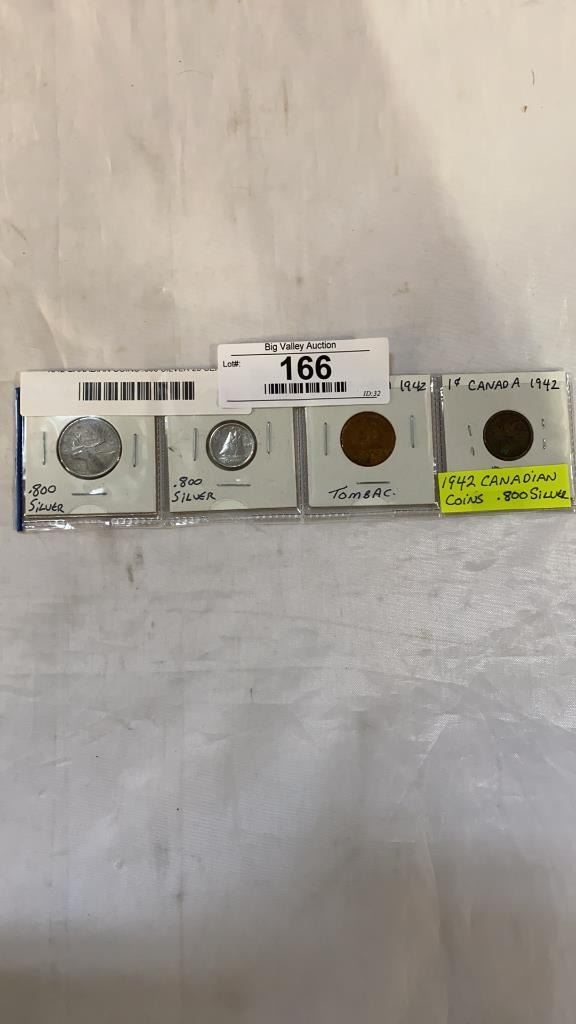 Big Valley Auction
Lot#: 166
ID:32
1942
1¢ CANADA 1942
.800
SILVER
.800
SILVER
TOMBAC.
1942 CANADIAN
COINS .800 SILVER